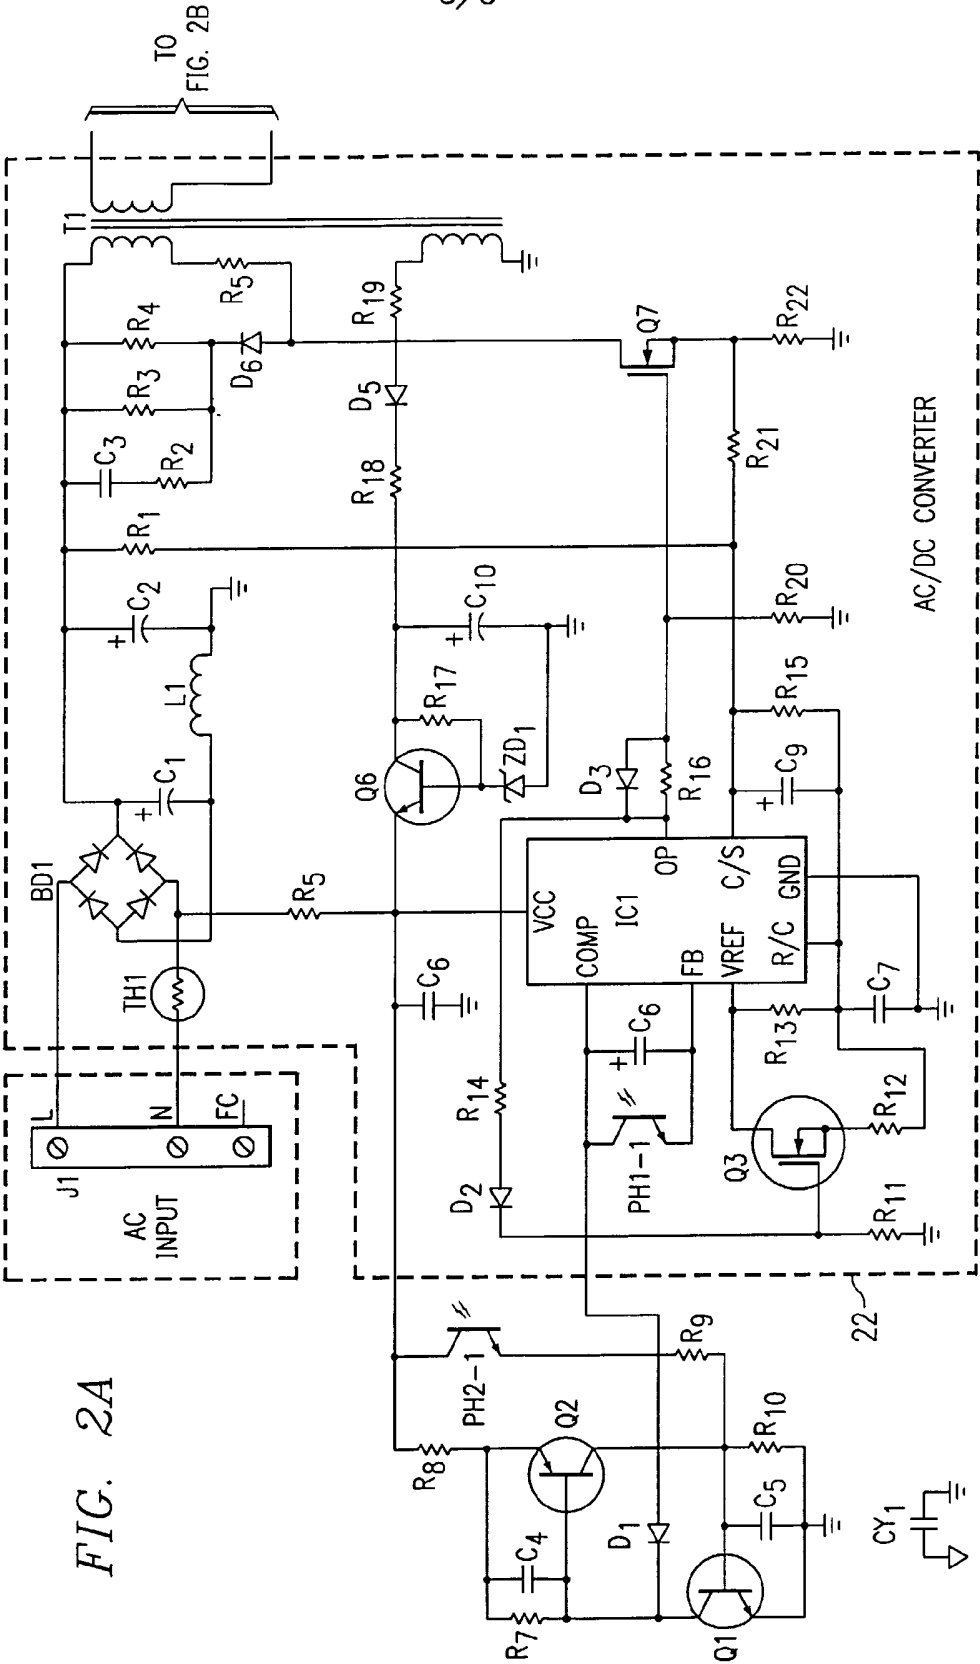 TO
FIG. 2B
T1
R5
R4
D6
R3
C3
R2
R1
R19
D5
R18
Q7
R22
R21
AC/DC CONVERTER
C2
L1
C1
BD1
C10
R17
ZD1
Q6
R20
R15
C9
D3
R16
R5
TH1
C6
VCC
COMP
IC1
OP
FB
C/S
VREF
R/C
GND
L
N
FC
J1
AC
INPUT
R14
D2
C6
PH1-1
R13
C7
Q3
R12
R11
22
FIG. 2A
PH2-1
R9
R8
Q2
R10
C4
R7
D1
C5
Q1
CY1